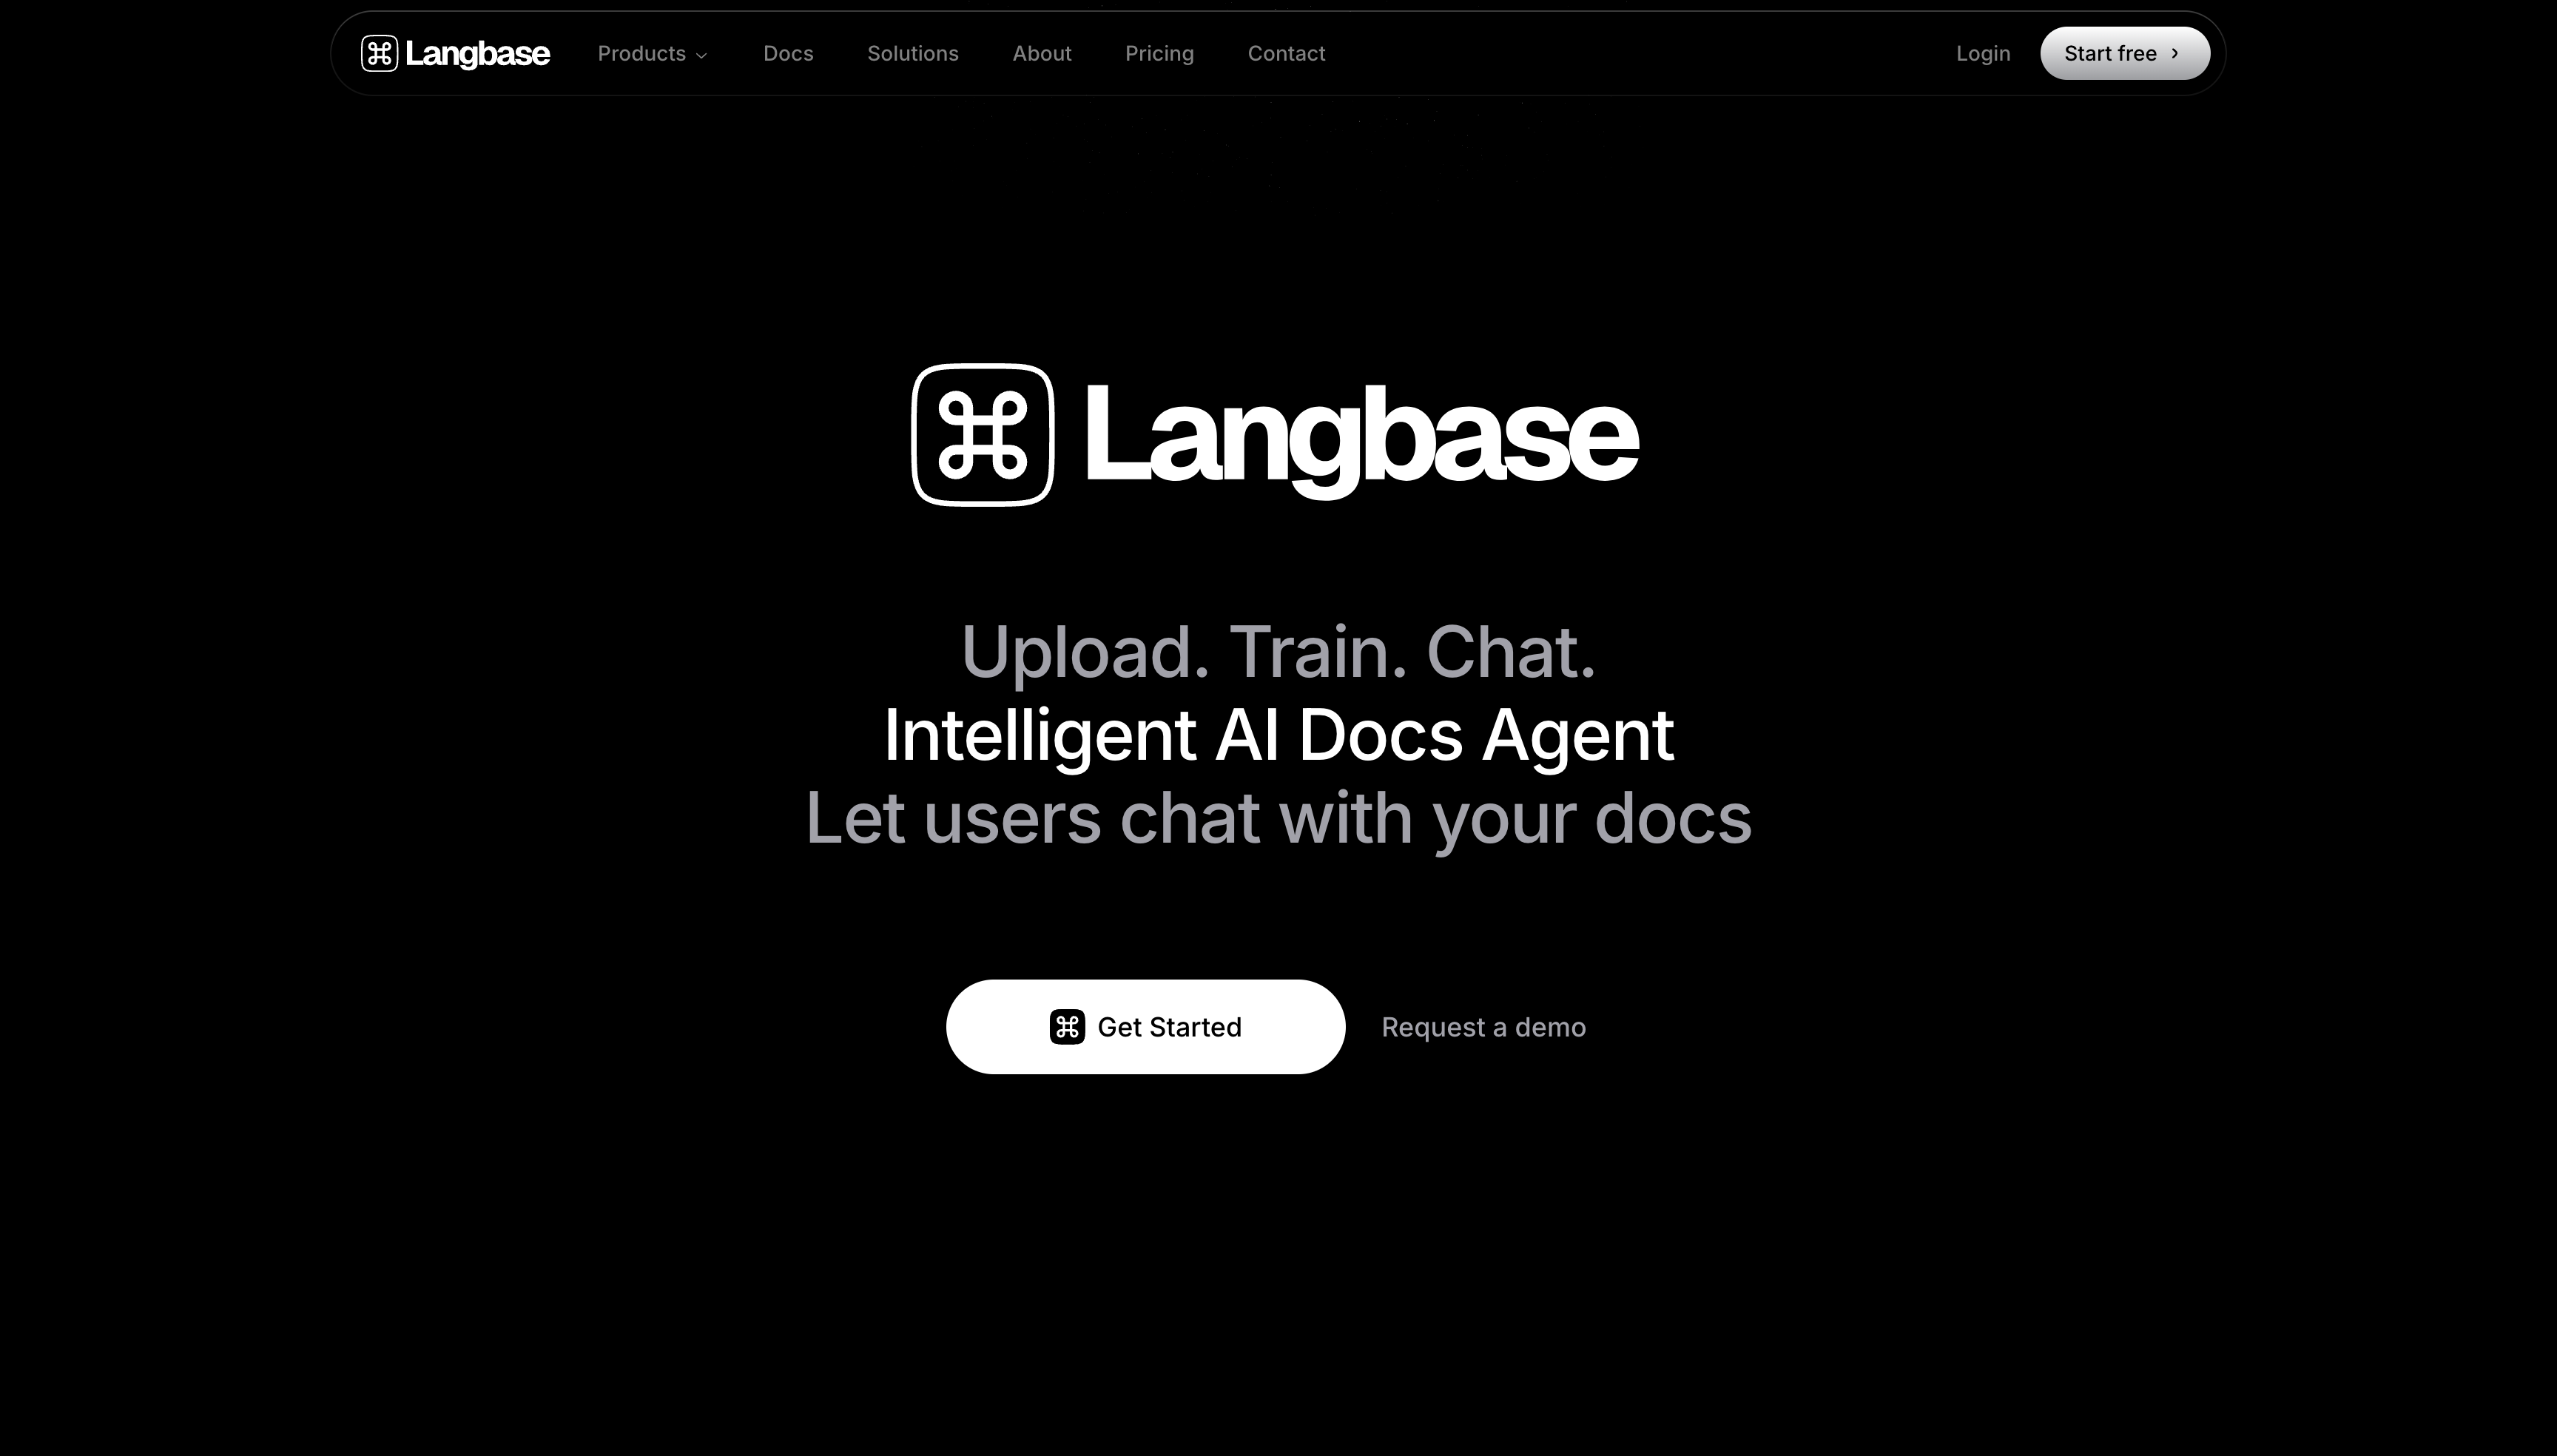 Langbase Products Docs Solutions About Pricing Contact Login Start free
Langbase
Upload. Train. Chat.
Intelligent AI Docs Agent
Let users chat with your docs
Get Started Request a demo